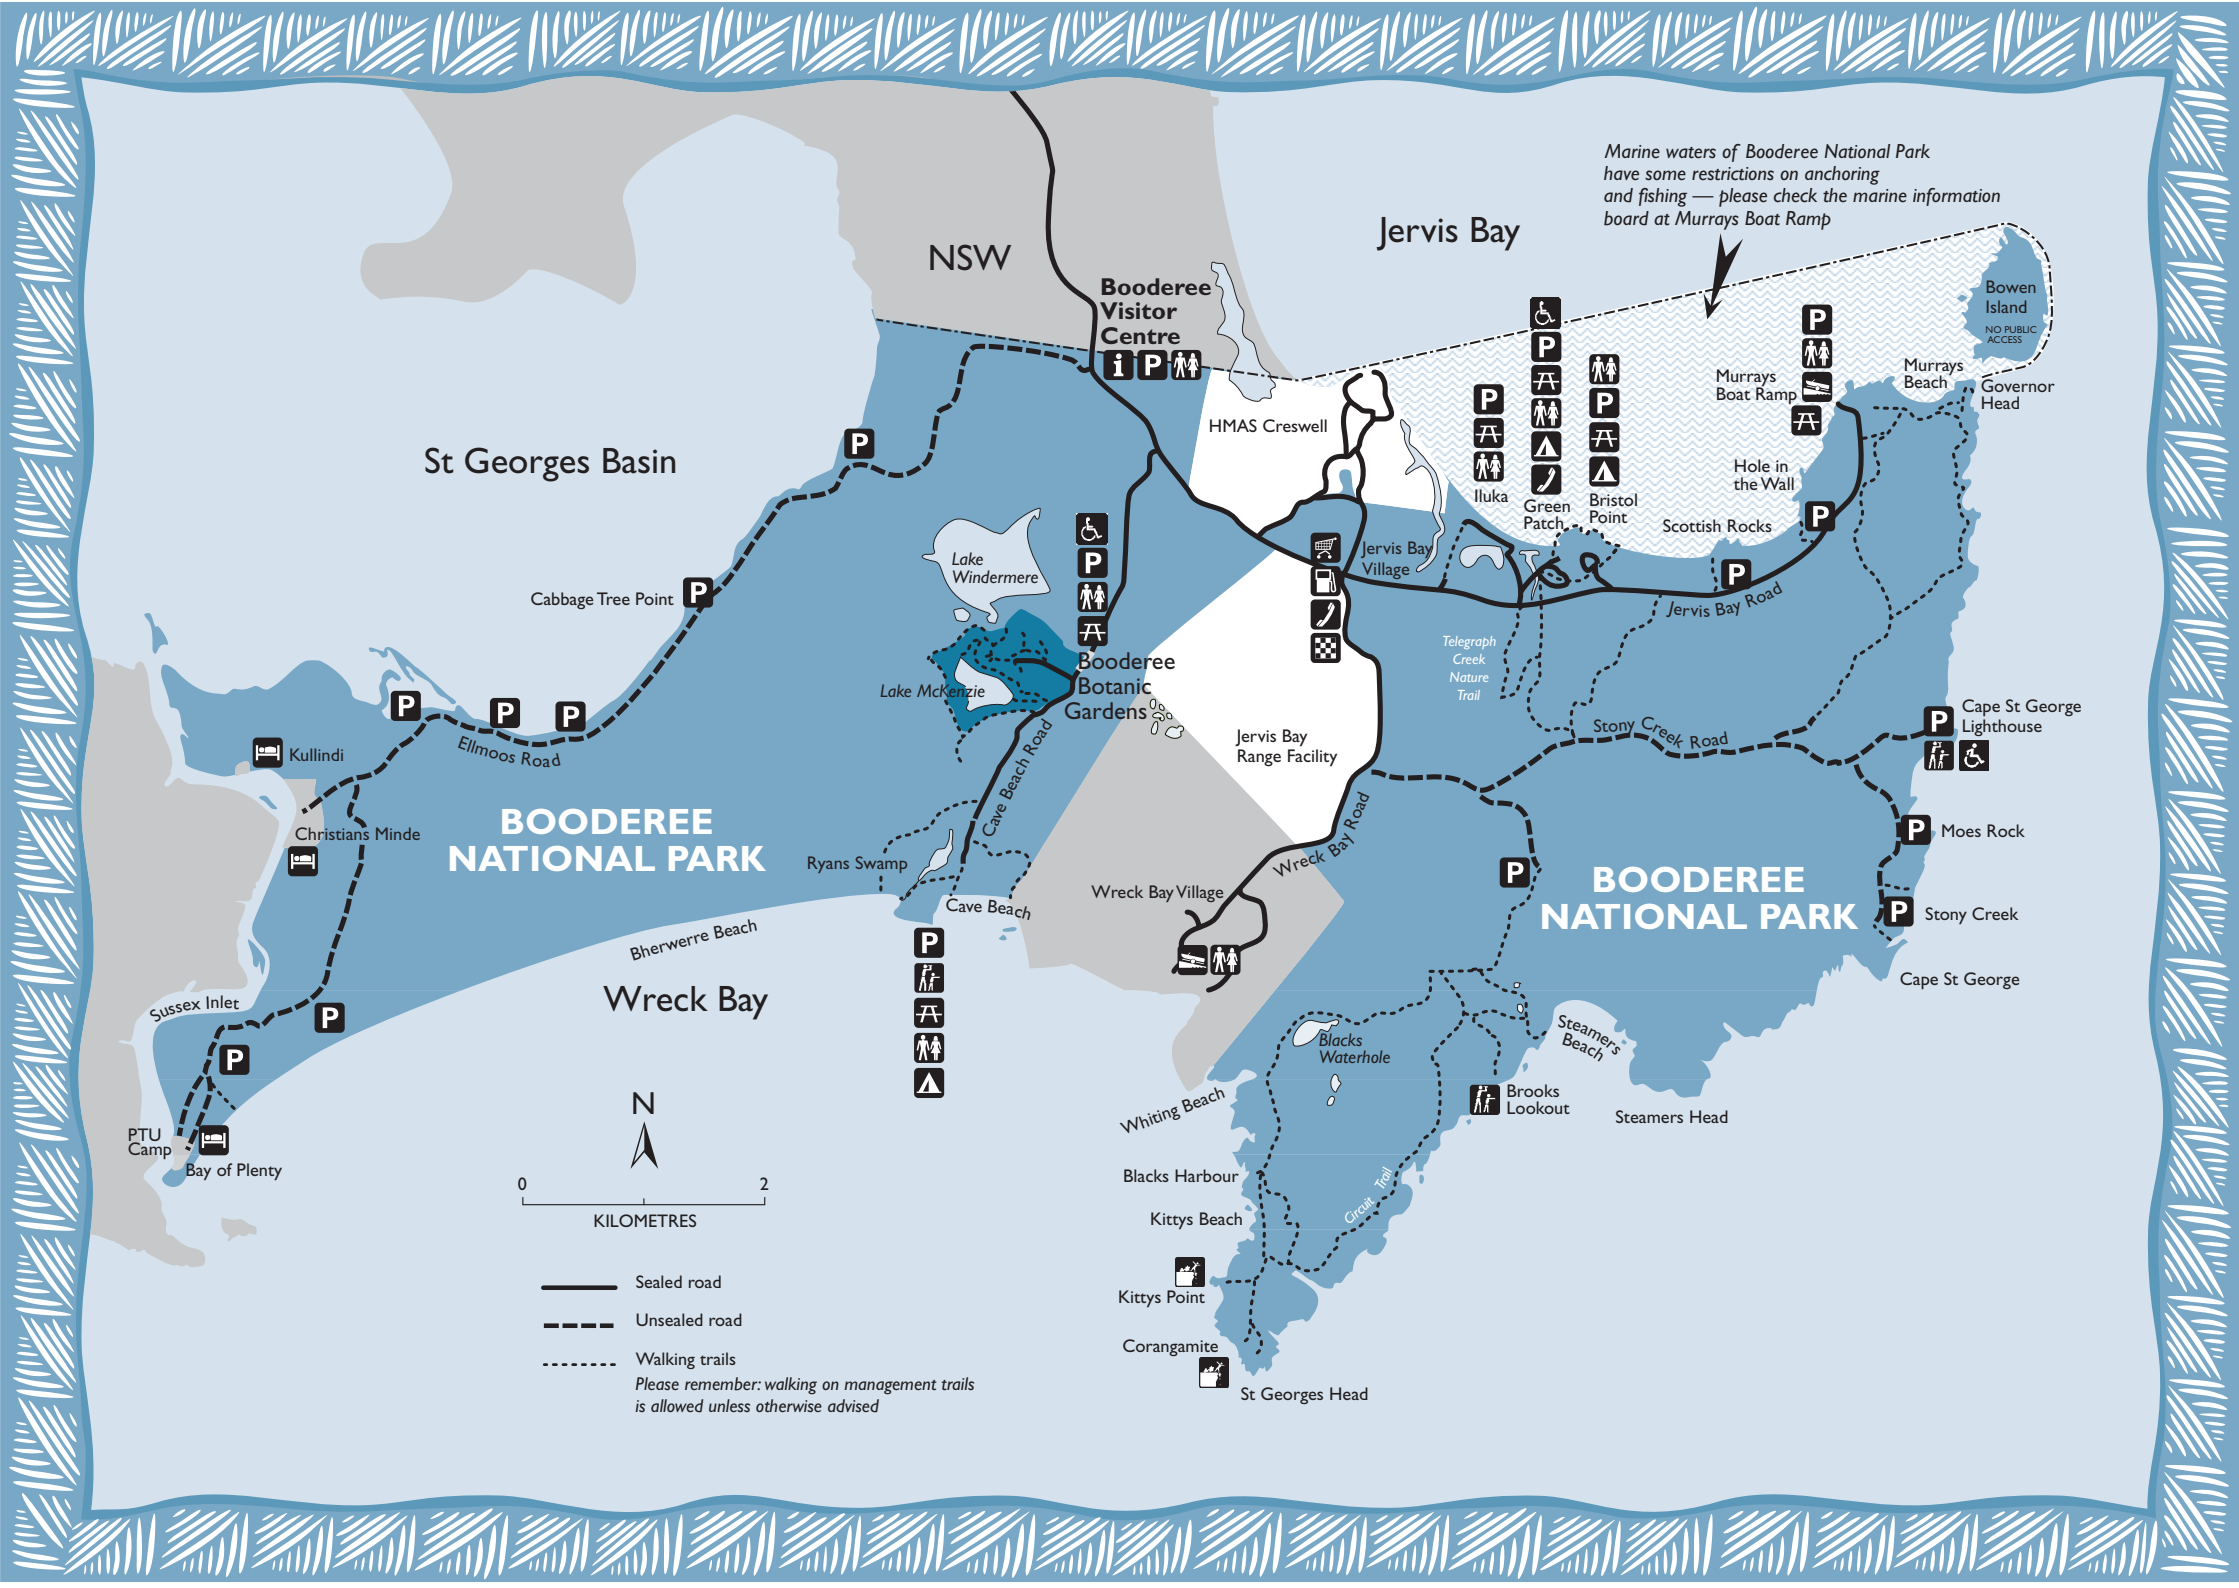 Marine waters of Booderee National Park
have some restrictions on anchoring
and fishing — please check the marine information
board at Murrays Boat Ramp
Jervis Bay
NSW
Booderee
Visitor
Centre
i P
Bowen
Island
NO PUBLIC
ACCESS
P
Murrays
Boat Ramp
Murrays
Beach
Governor
Head
HMAS Creswell
P
Iluka
P
Green
Patch
P
Bristol
Point
Hole in
the Wall
P
Scottish Rocks
P
Jervis Bay Road
St Georges Basin
P
Lake
Windermere
P
Jervis Bay
Village
Cabbage Tree Point
P
Telegraph
Creek
Nature
Trail
Booderee
Botanic
Gardens
Lake McKenzie
P
P
P
Ellmoos Road
Kullindi
Cave Beach Road
Jervis Bay
Range Facility
Stony Creek Road
P
Cape St George
Lighthouse
BOODEREE
NATIONAL PARK
Christians Minde
Ryans Swamp
Wreck Bay Road
P
Moes Rock
P
BOODEREE
NATIONAL PARK
Wreck Bay Village
Cave Beach
P
Stony Creek
Bherwerre Beach
P
Cape St George
Wreck Bay
Sussex Inlet
P
P
Blacks
Waterhole
Steamers
Beach
Brooks
Lookout
Steamers Head
Whiting Beach
N
PTU
Camp
Bay of Plenty
Blacks Harbour
Circuit Trail
0 2
KILOMETRES
Kittys Beach
Kittys Point
Sealed road
Unsealed road
Corangamite
Walking trails
Please remember: walking on management trails
is allowed unless otherwise advised
St Georges Head